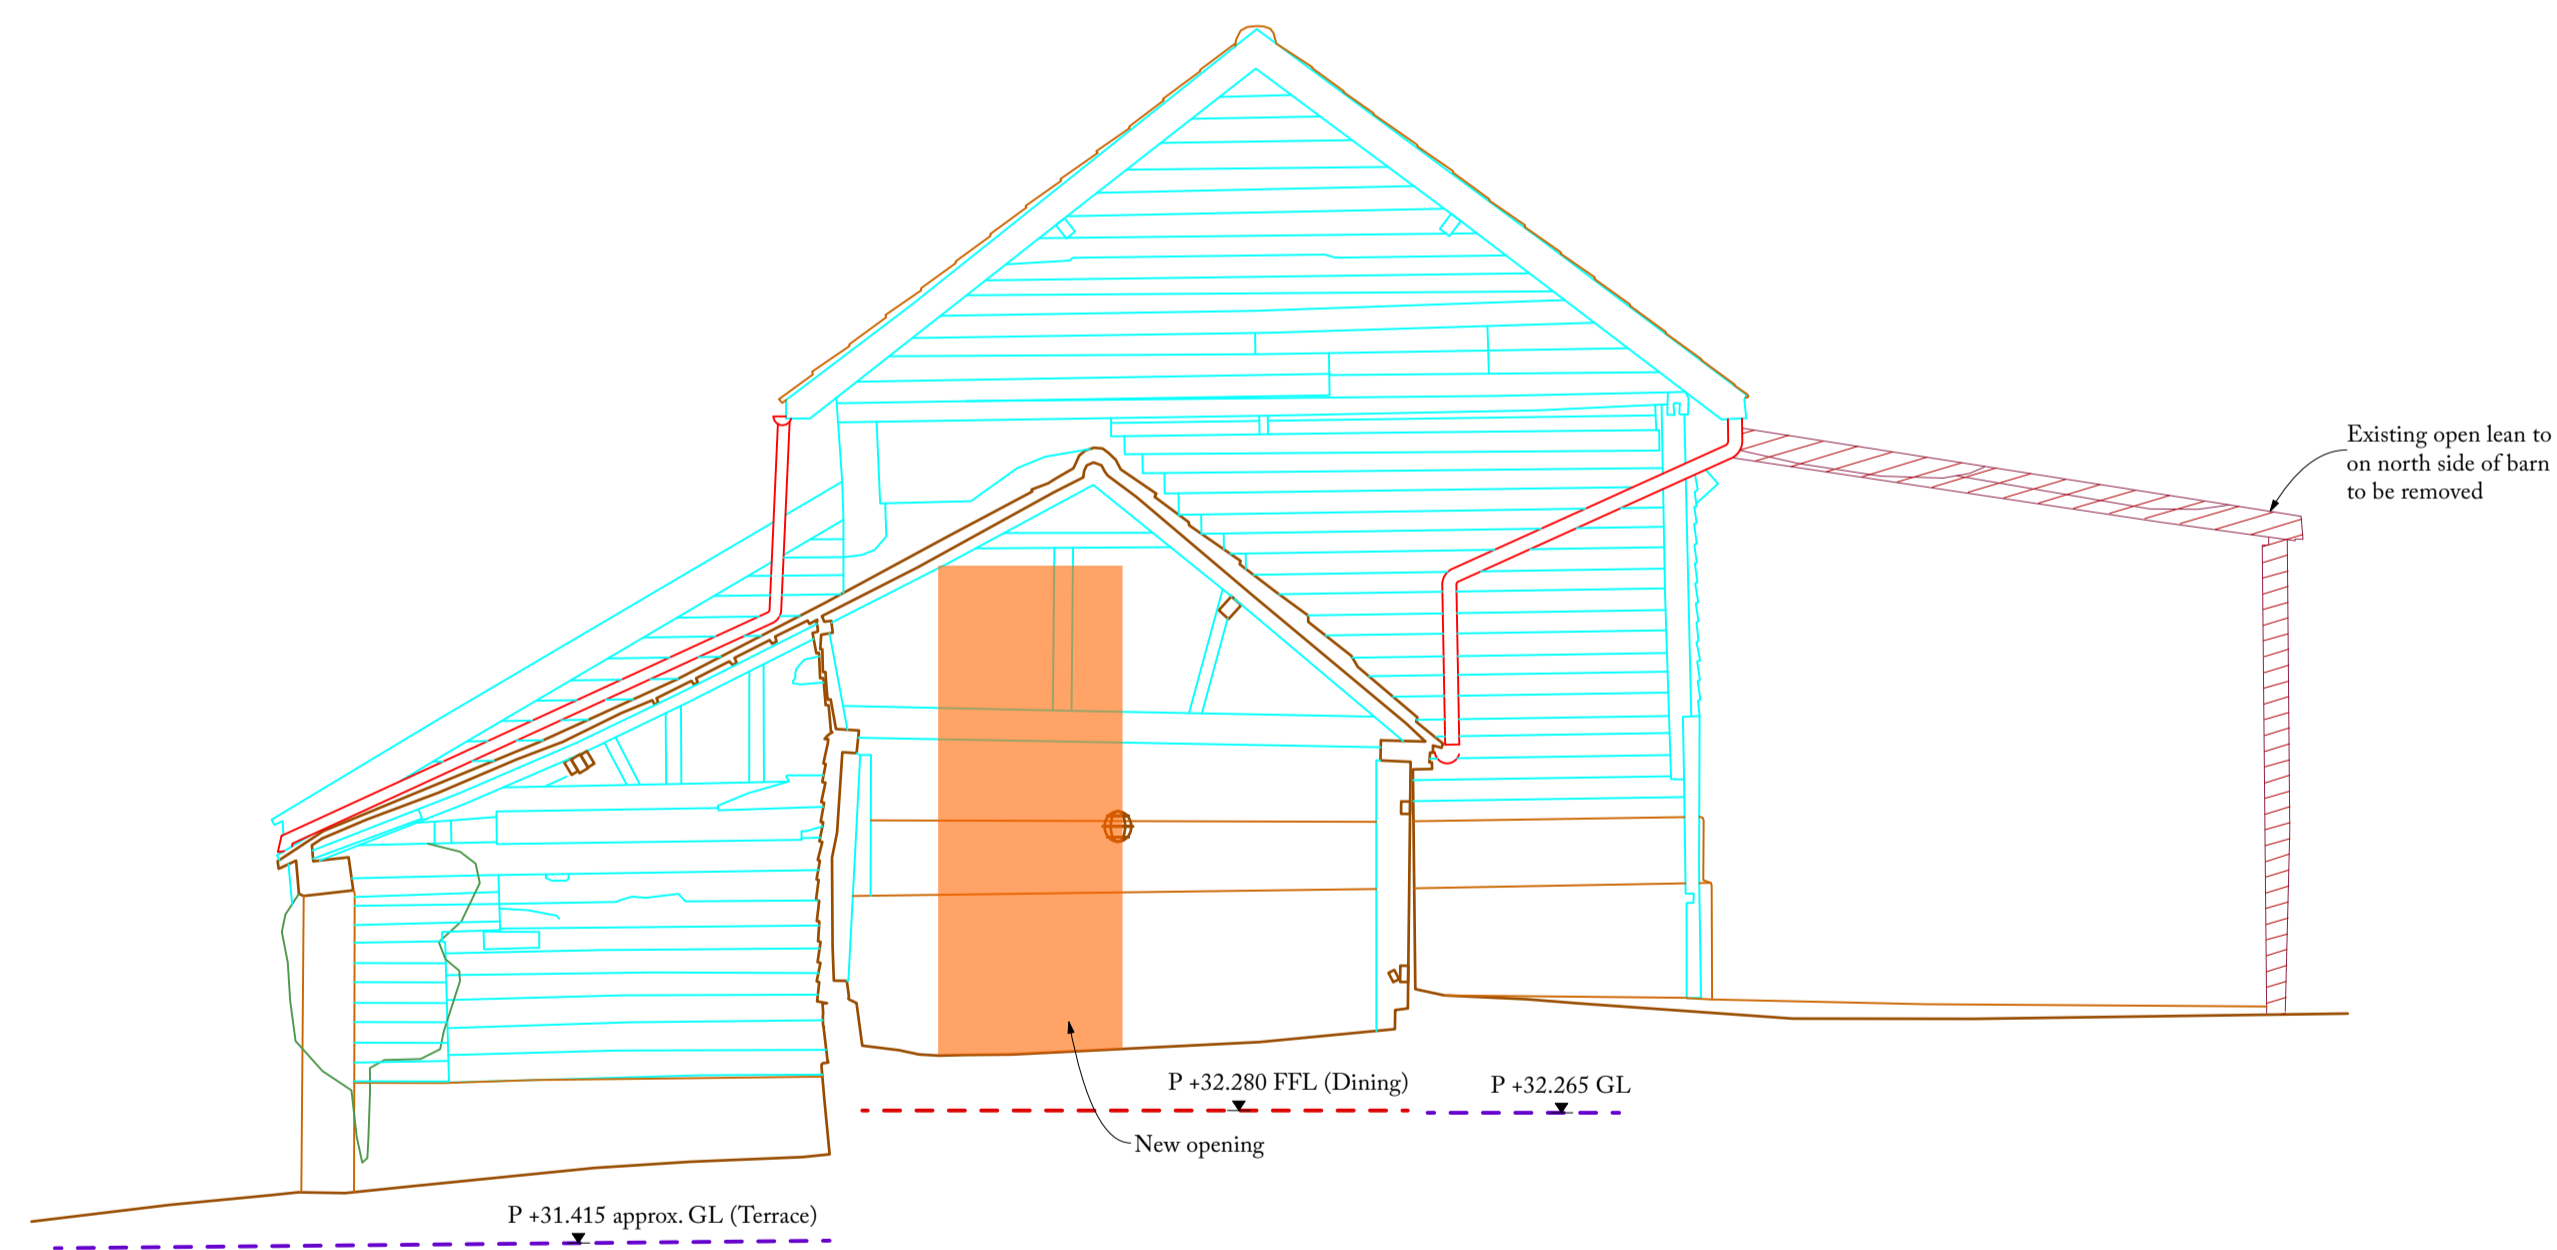 Existing open lean to
on north side of barn
to be removed
P +32.280 FFL (Dining)
P +32.265 GL
New opening
P +31.415 approx. GL (Terrace)